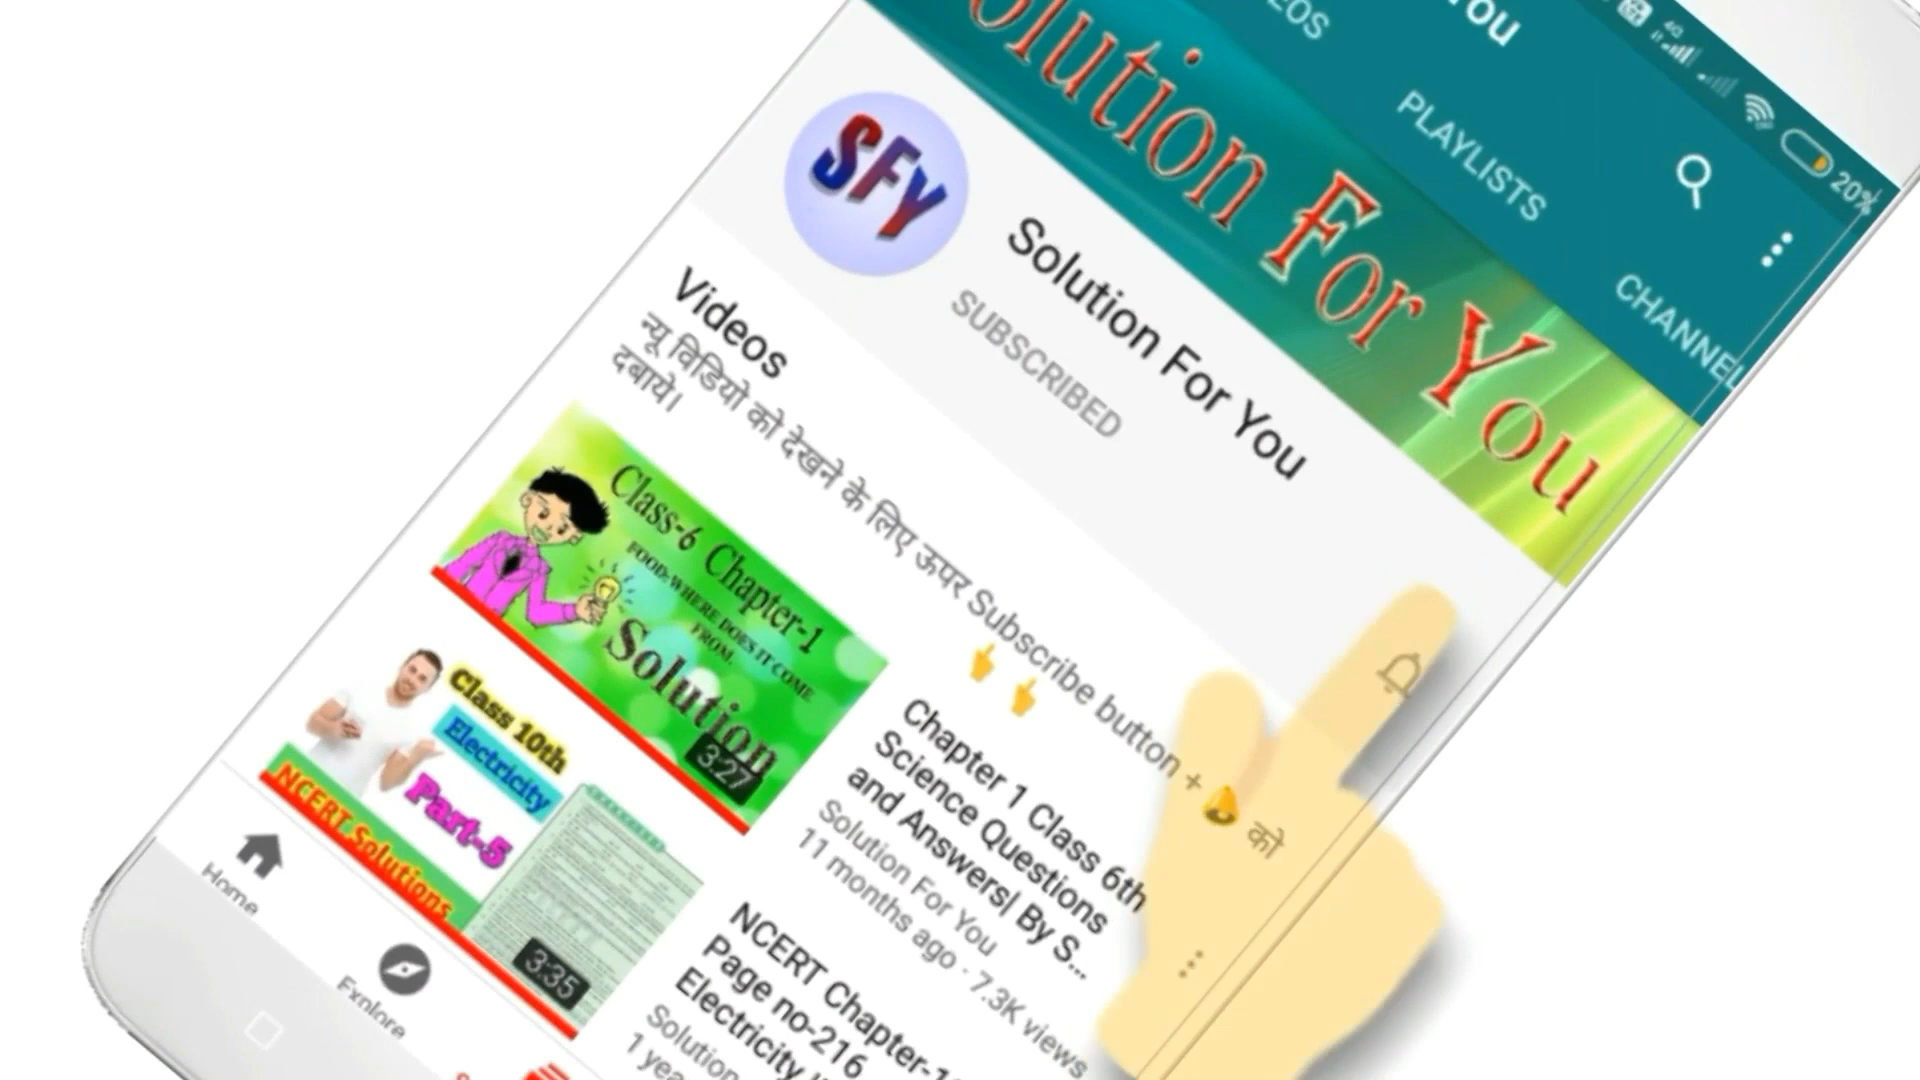 20%
PLAYLISTS
CHANNEL
olution For You
SFY
Solution For You
SUBSCRIBED
Videos
न्यू विडियो को देखने के लिए ऊपर Subscribe button + 🔔 को
दबाये।
👆 👆
Class-6 Chapter-1
FOOD: WHERE DOES IT COME
FROM.
Solution
3:27
Chapter 1 Class 6th
Science Questions
and Answers| By S...
Solution For You
11 months ago · 7.3K views
Class 10th
Electricity
Part-5
NCERT Solutions
3:35
NCERT Chapter-1
Page no-216
Electricity
Solution
1 yea
Home
Explore